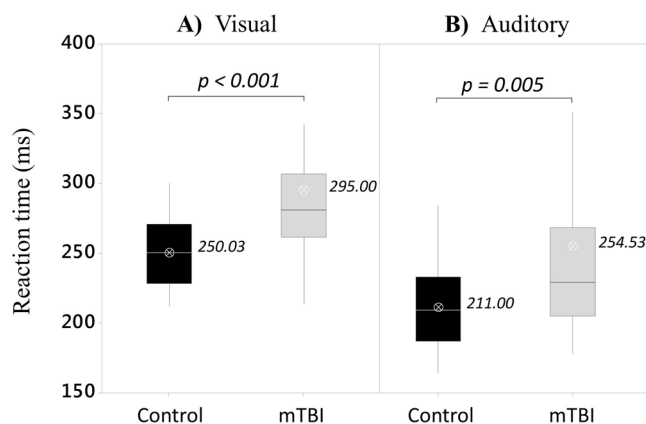 A) Visual
B) Auditory
Reaction time (ms)
400
350
300
250
200
150
p < 0.001
p = 0.005
250.03
295.00
211.00
254.53
Control
mTBI
Control
mTBI